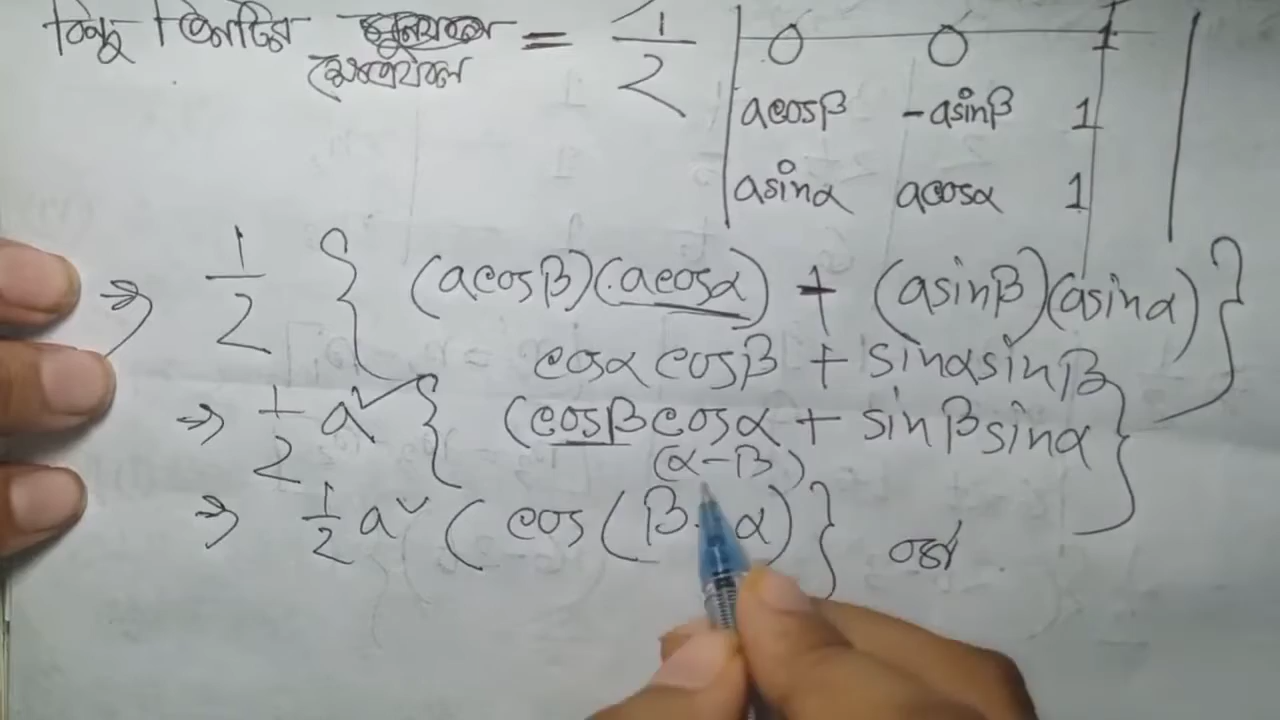 বিন্দু তিনটির = 1/2 | 0 0 1
ক্ষেত্রফল
acosβ -asinβ 1
asinα acosα 1 |
⇒ 1/2 { (acosβ)(acosα) + (asinβ)(asinα) }
cosα cosβ + sinα sinβ
⇒ 1/2 a² { (cosβ cosα + sinβ sinα }
(α-β)
⇒ 1/2 a² ( cos (β-α) }